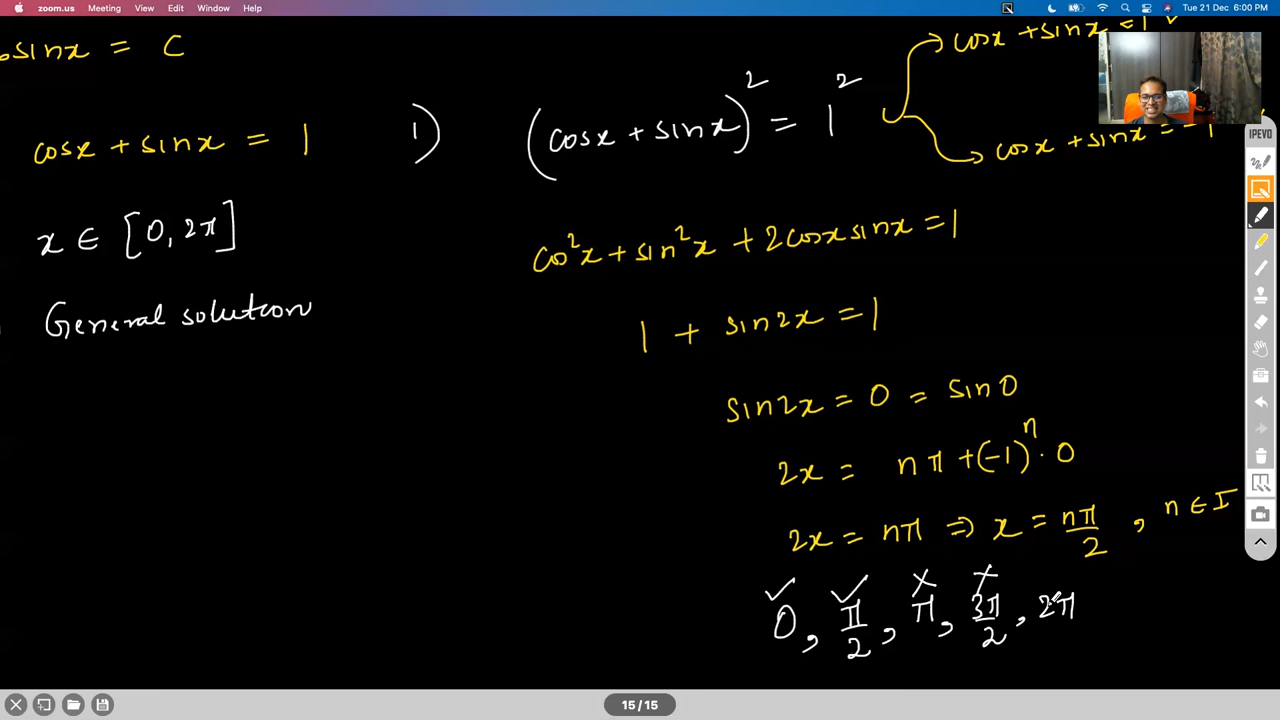 zoom.us Meeting View Edit Window Help Tue 21 Dec 6:00 PM
sinx = C
cosx + sinx = 1
x ∈ [0, 2π]
General solution
1) (cosx + sinx)² = 1²
cosx + sinx = 1 ✓
cosx + sinx = -1
cos²x + sin²x + 2cosx sinx = 1
1 + sin2x = 1
sin2x = 0 = sin0
2x = nπ + (-1)ⁿ · 0
2x = nπ ⇒ x = nπ/2 , n ∈ I
✓ ✓ × ×
0, π/2, π, 3π/2, 2π
IPEVO
15 / 15